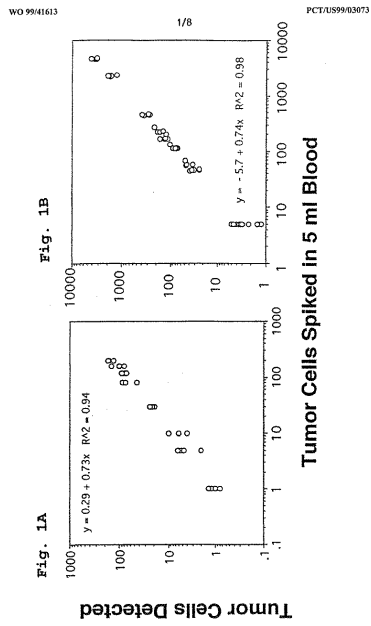 WO 99/41613
1/8
PCT/US99/03073
Fig. 1A
1000
100
10
1
.1
y = 0.29 + 0.73x R^2 = 0.94
.1
1
10
100
1000
Fig. 1B
10000
1000
100
10
1
y = - 5.7 + 0.74x R^2 = 0.98
1
10
100
1000
10000
Tumor Cells Detected
Tumor Cells Spiked in 5 ml Blood